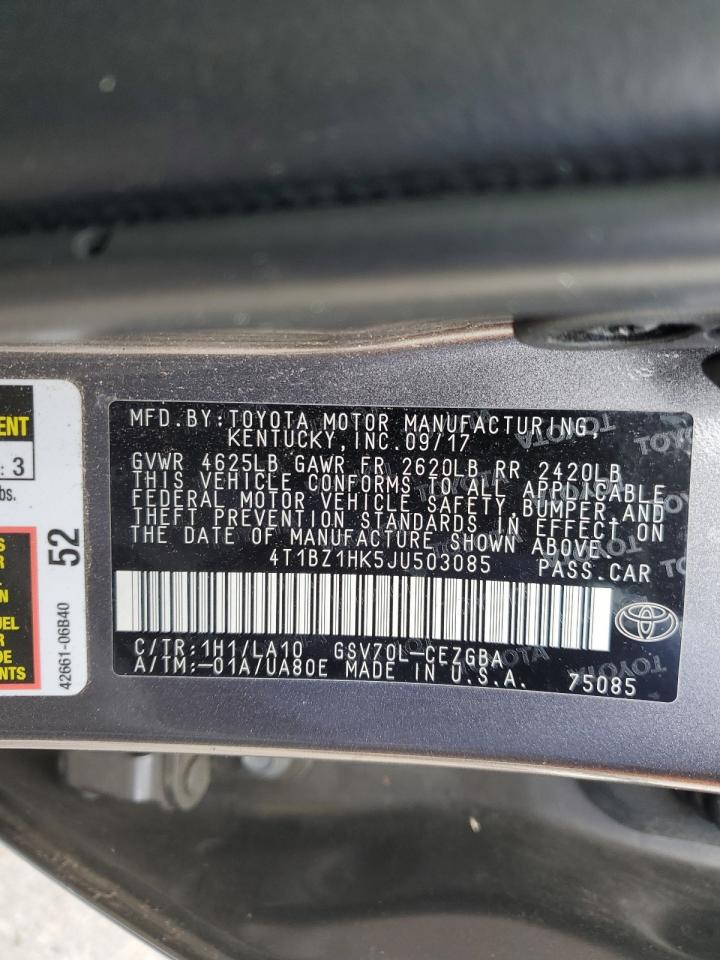 MFD.BY:TOYOTA MOTOR MANUFACTURING,
KENTUCKY,INC.09/17
GVWR 4625LB GAWR FR 2620LB RR 2420LB
THIS VEHICLE CONFORMS TO ALL APPLICABLE
FEDERAL MOTOR VEHICLE SAFETY,BUMPER,AND
THEFT PREVENTION STANDARDS IN EFFECT ON
THE DATE OF MANUFACTURE SHOWN ABOVE
4T1BZ1HK5JU503085 PASS.CAR
C/TR:1H1/LA10 GSV70L-CEZGBA
A/TM:-01A/UA80E MADE IN U.S.A. 75085
TOYOTA
: 3
bs.
52
42661-06B40